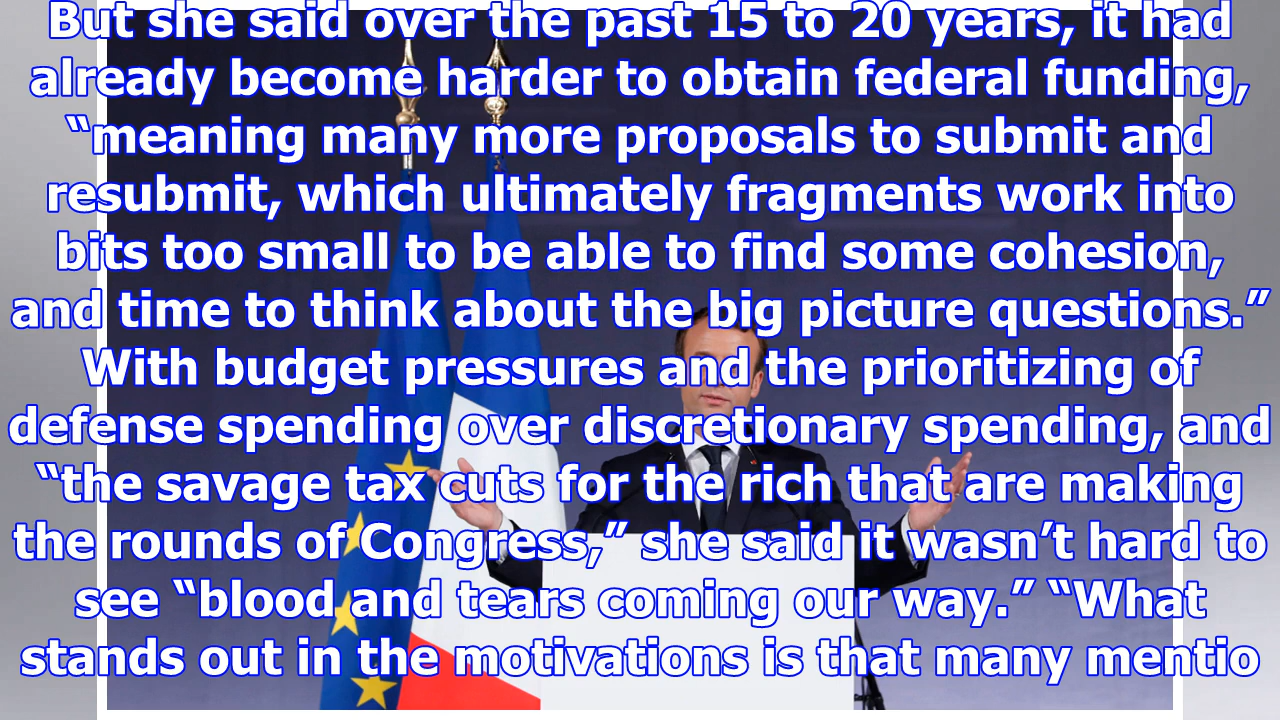 But she said over the past 15 to 20 years, it had
already become harder to obtain federal funding,
“meaning many more proposals to submit and
resubmit, which ultimately fragments work into
bits too small to be able to find some cohesion,
and time to think about the big picture questions.”
With budget pressures and the prioritizing of
defense spending over discretionary spending, and
“the savage tax cuts for the rich that are making
the rounds of Congress,” she said it wasn’t hard to
see “blood and tears coming our way.” “What
stands out in the motivations is that many mentio